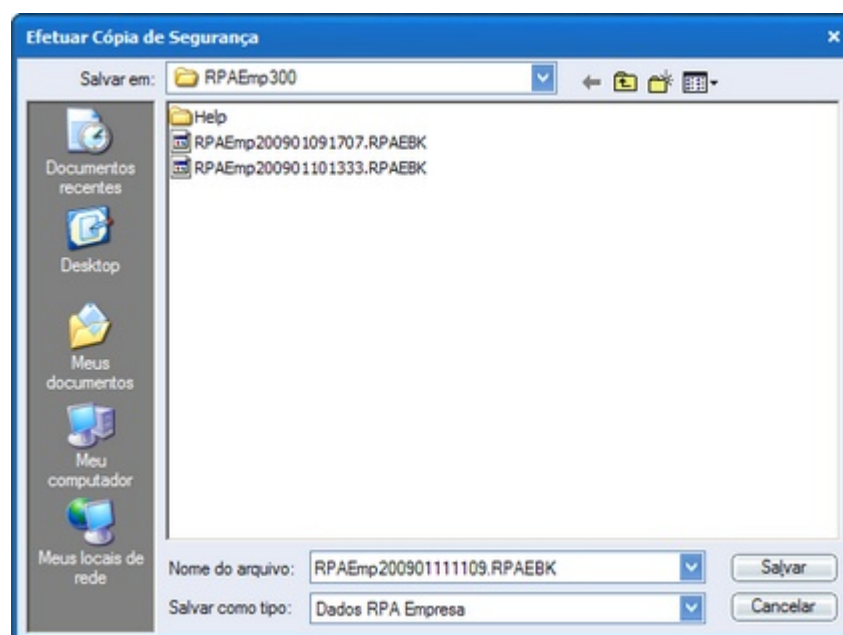 Efetuar Cópia de Segurança
Salvar em: RPAEmp300
Help
RPAEmp200901091707.RPAEBK
RPAEmp200901101333.RPAEBK
Documentos
recentes
Desktop
Meus
documentos
Meu
computador
Meus locais de
rede
Nome do arquivo: RPAEmp200901111109.RPAEBK Salvar
Salvar como tipo: Dados RPA Empresa Cancelar